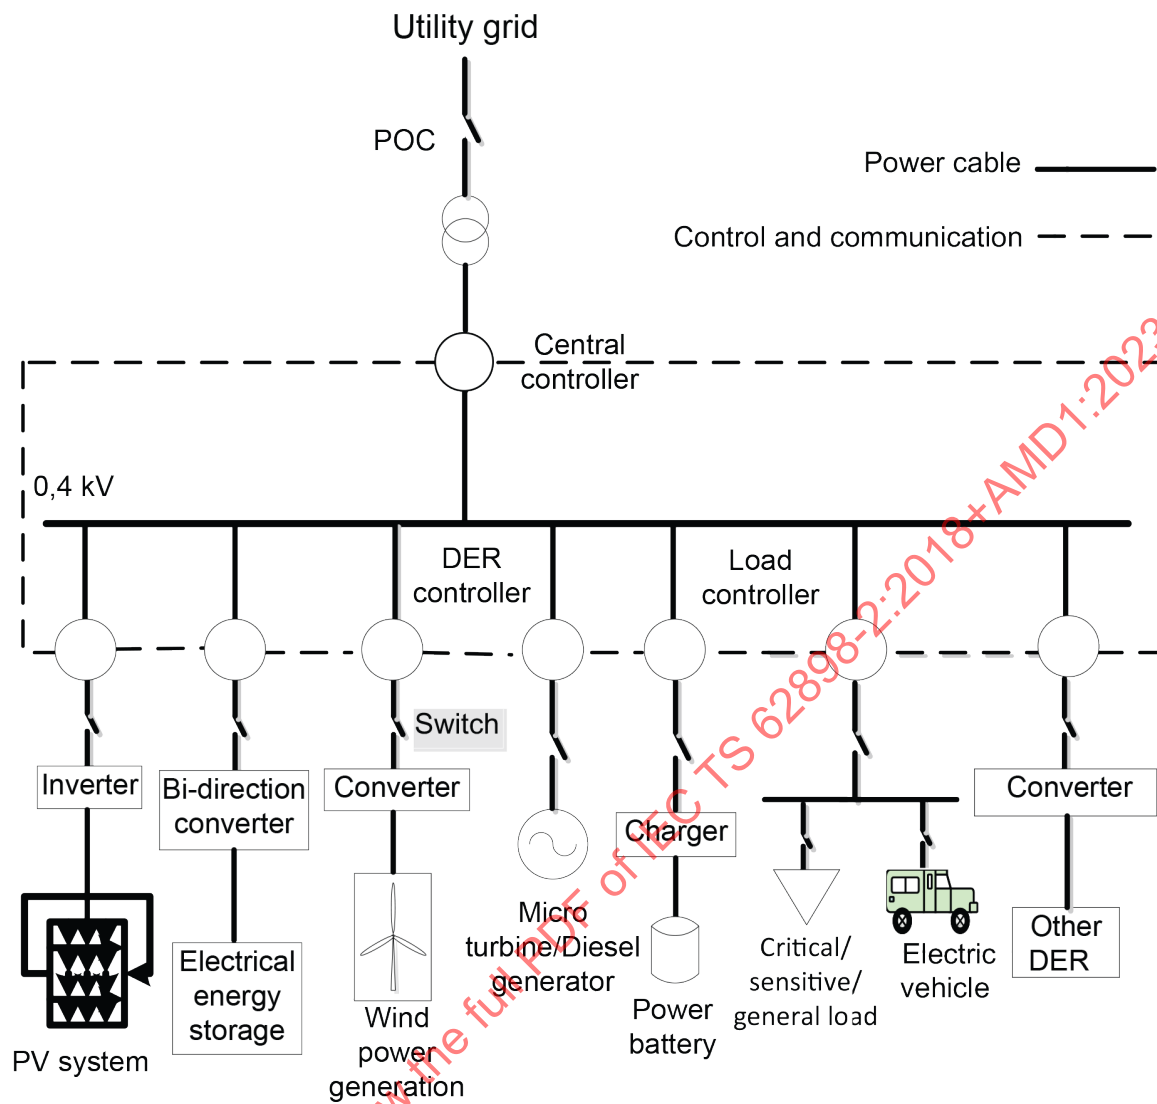 Utility grid
POC
Power cable
Control and communication
Central
controller
0,4 kV
DER
controller
Load
controller
Switch
Inverter
Bi-direction
converter
Converter
Charger
Converter
Micro
turbine/Diesel
generator
Electrical
energy
storage
Wind
power
generation
Power
battery
Critical/
sensitive/
general load
Electric
vehicle
Other
DER
PV system
w the full PDF of IEC TS 62898-2:2018+AMD1:2023